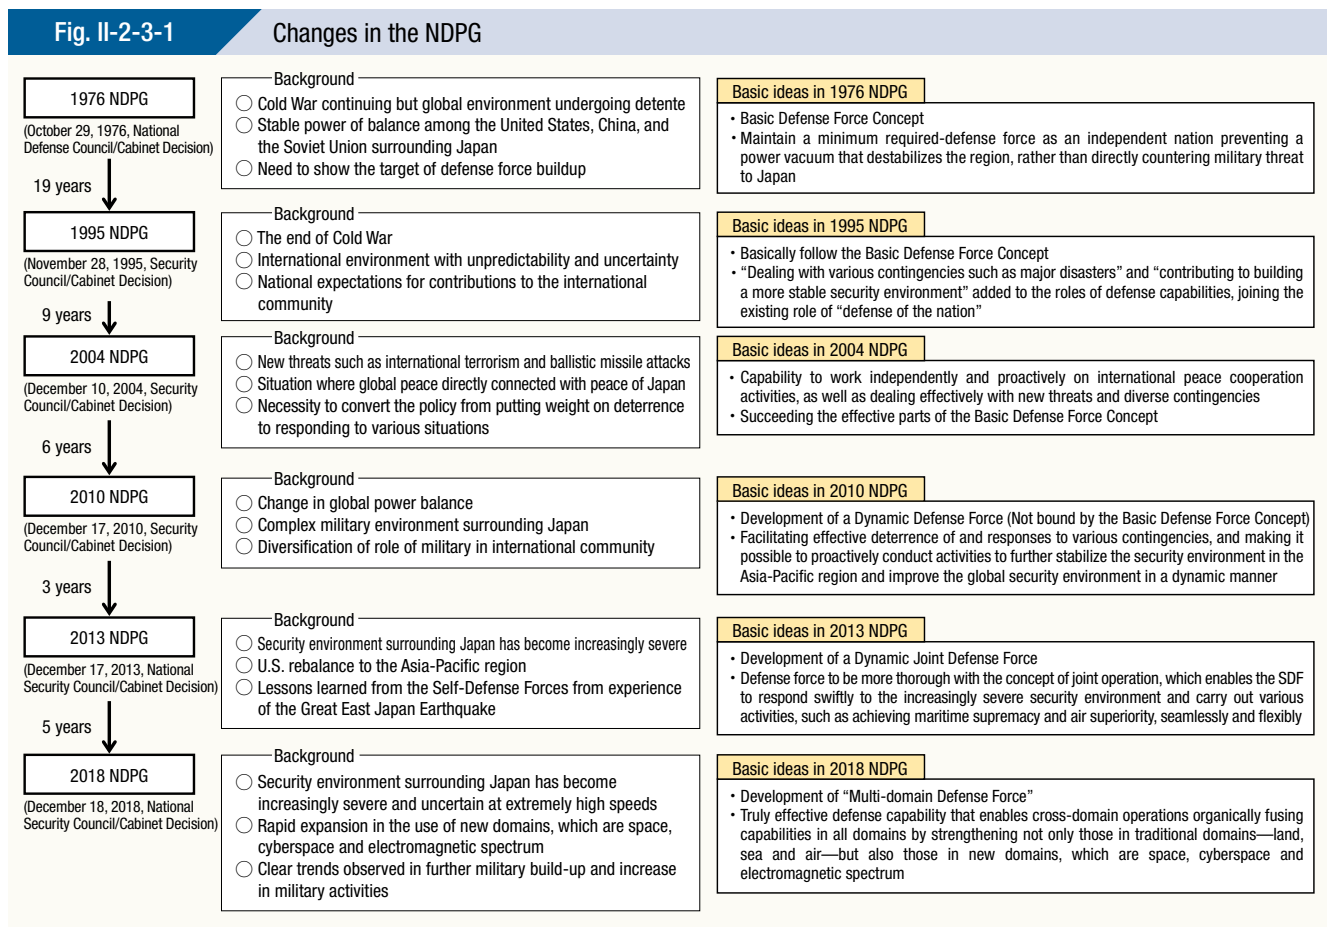 Fig. II-2-3-1
Changes in the NDPG
1976 NDPG
(October 29, 1976, National
Defense Council/Cabinet Decision)
19 years
Background
○ Cold War continuing but global environment undergoing detente
○ Stable power of balance among the United States, China, and
the Soviet Union surrounding Japan
○ Need to show the target of defense force buildup
Basic ideas in 1976 NDPG
・Basic Defense Force Concept
・Maintain a minimum required-defense force as an independent nation preventing a
power vacuum that destabilizes the region, rather than directly countering military threat
to Japan
1995 NDPG
(November 28, 1995, Security
Council/Cabinet Decision)
9 years
Background
○ The end of Cold War
○ International environment with unpredictability and uncertainty
○ National expectations for contributions to the international
community
Basic ideas in 1995 NDPG
・Basically follow the Basic Defense Force Concept
・“Dealing with various contingencies such as major disasters” and “contributing to building
a more stable security environment” added to the roles of defense capabilities, joining the
existing role of “defense of the nation”
2004 NDPG
(December 10, 2004, Security
Council/Cabinet Decision)
6 years
Background
○ New threats such as international terrorism and ballistic missile attacks
○ Situation where global peace directly connected with peace of Japan
○ Necessity to convert the policy from putting weight on deterrence
to responding to various situations
Basic ideas in 2004 NDPG
・Capability to work independently and proactively on international peace cooperation
activities, as well as dealing effectively with new threats and diverse contingencies
・Succeeding the effective parts of the Basic Defense Force Concept
2010 NDPG
(December 17, 2010, Security
Council/Cabinet Decision)
3 years
Background
○ Change in global power balance
○ Complex military environment surrounding Japan
○ Diversification of role of military in international community
Basic ideas in 2010 NDPG
・Development of a Dynamic Defense Force (Not bound by the Basic Defense Force Concept)
・Facilitating effective deterrence of and responses to various contingencies, and making it
possible to proactively conduct activities to further stabilize the security environment in the
Asia-Pacific region and improve the global security environment in a dynamic manner
2013 NDPG
(December 17, 2013, National
Security Council/Cabinet Decision)
5 years
Background
○ Security environment surrounding Japan has become increasingly severe
○ U.S. rebalance to the Asia-Pacific region
○ Lessons learned from the Self-Defense Forces from experience
of the Great East Japan Earthquake
Basic ideas in 2013 NDPG
・Development of a Dynamic Joint Defense Force
・Defense force to be more thorough with the concept of joint operation, which enables the SDF
to respond swiftly to the increasingly severe security environment and carry out various
activities, such as achieving maritime supremacy and air superiority, seamlessly and flexibly
2018 NDPG
(December 18, 2018, National
Security Council/Cabinet Decision)
Background
○ Security environment surrounding Japan has become
increasingly severe and uncertain at extremely high speeds
○ Rapid expansion in the use of new domains, which are space,
cyberspace and electromagnetic spectrum
○ Clear trends observed in further military build-up and increase
in military activities
Basic ideas in 2018 NDPG
・Development of “Multi-domain Defense Force”
・Truly effective defense capability that enables cross-domain operations organically fusing
capabilities in all domains by strengthening not only those in traditional domains—land,
sea and air—but also those in new domains, which are space, cyberspace and
electromagnetic spectrum